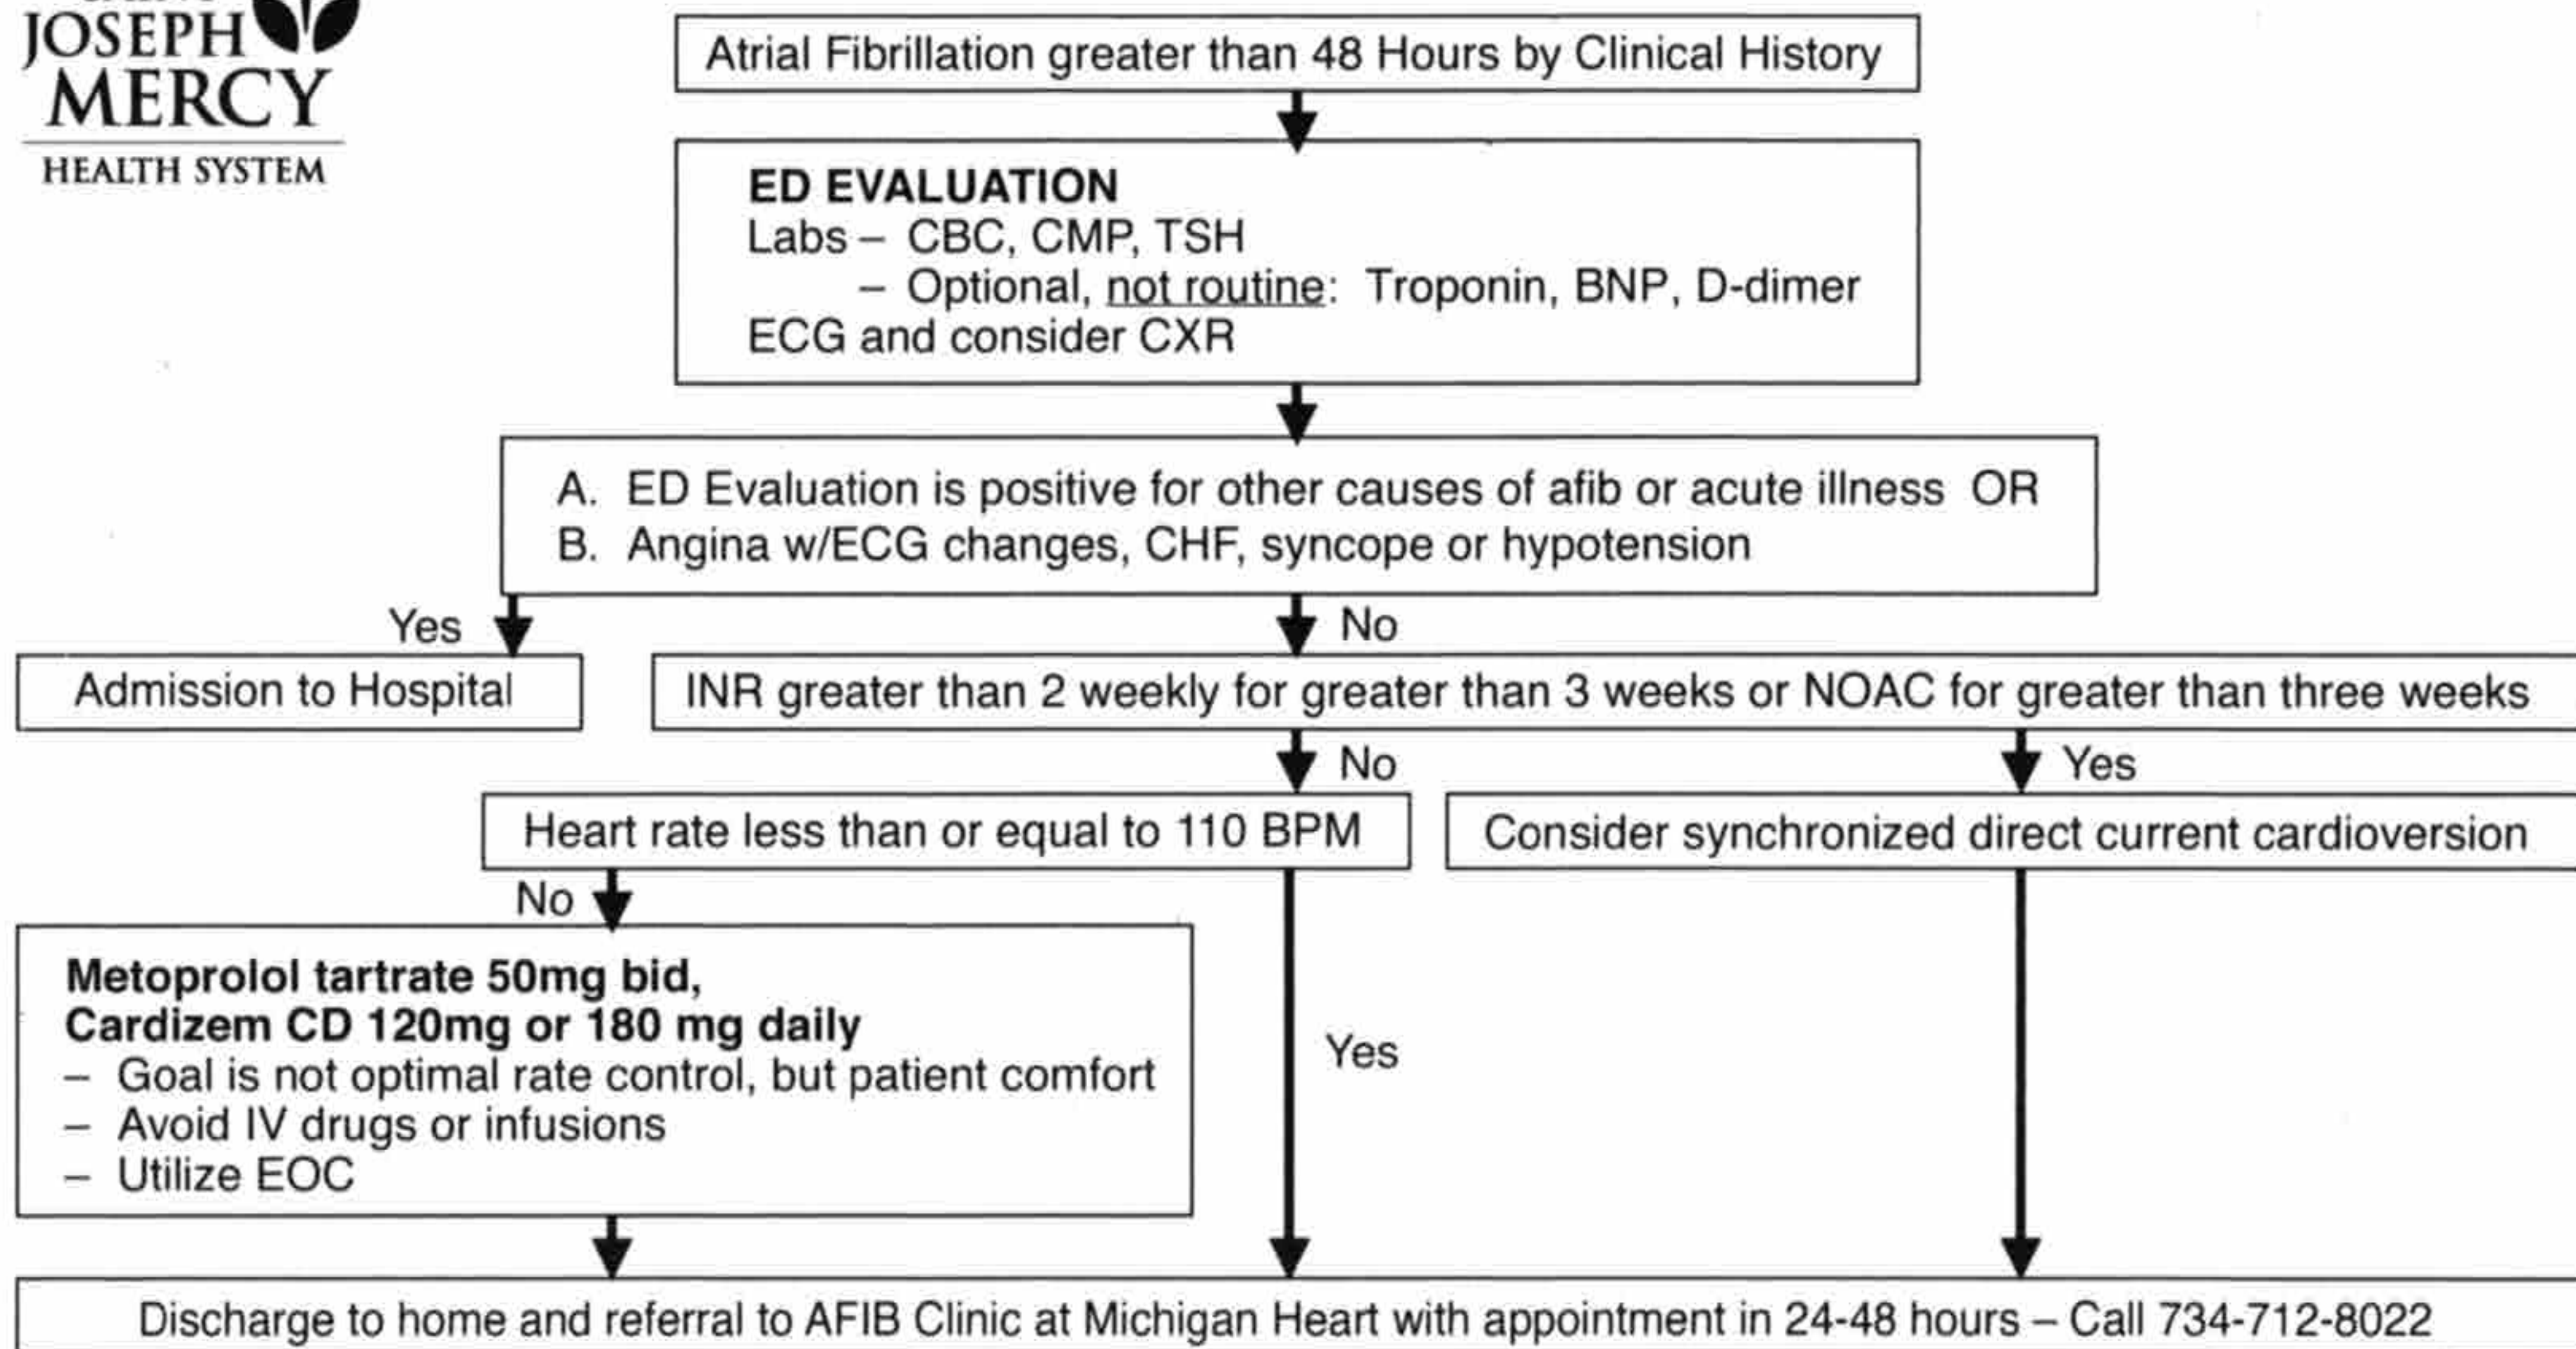 JOSEPH
MERCY
HEALTH SYSTEM
Atrial Fibrillation greater than 48 Hours by Clinical History
ED EVALUATION
Labs – CBC, CMP, TSH
– Optional, not routine: Troponin, BNP, D-dimer
ECG and consider CXR
A. ED Evaluation is positive for other causes of afib or acute illness OR
B. Angina w/ECG changes, CHF, syncope or hypotension
Yes
No
Admission to Hospital
INR greater than 2 weekly for greater than 3 weeks or NOAC for greater than three weeks
No
Yes
Heart rate less than or equal to 110 BPM
Consider synchronized direct current cardioversion
No
Metoprolol tartrate 50mg bid,
Cardizem CD 120mg or 180 mg daily
– Goal is not optimal rate control, but patient comfort
– Avoid IV drugs or infusions
– Utilize EOC
Yes
Discharge to home and referral to AFIB Clinic at Michigan Heart with appointment in 24-48 hours – Call 734-712-8022